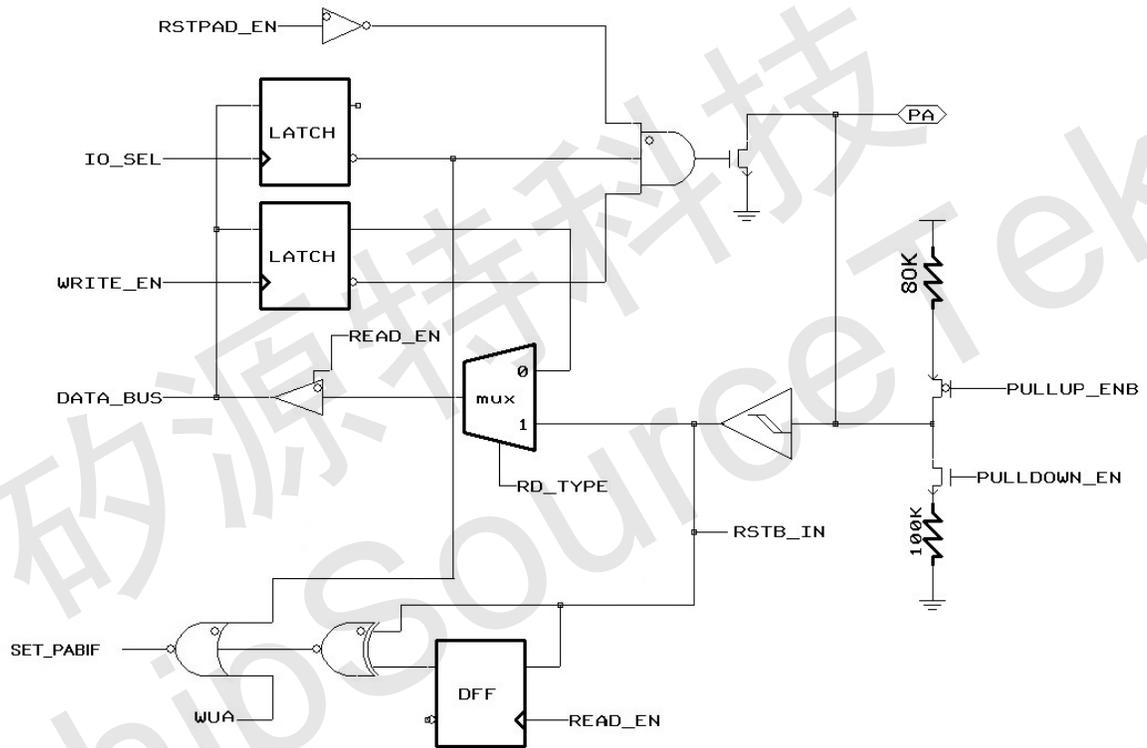 RSTPAD_EN
LATCH
PA
IO_SEL
LATCH
WRITE_EN
80K
READ_EN
0
DATA_BUS
mux
PULLUP_ENB
1
RD_TYPE
PULLDOWN_EN
RSTB_IN
100K
SET_PABIF
DFF
WUA
READ_EN
矽源特科技
ChipSourceTek